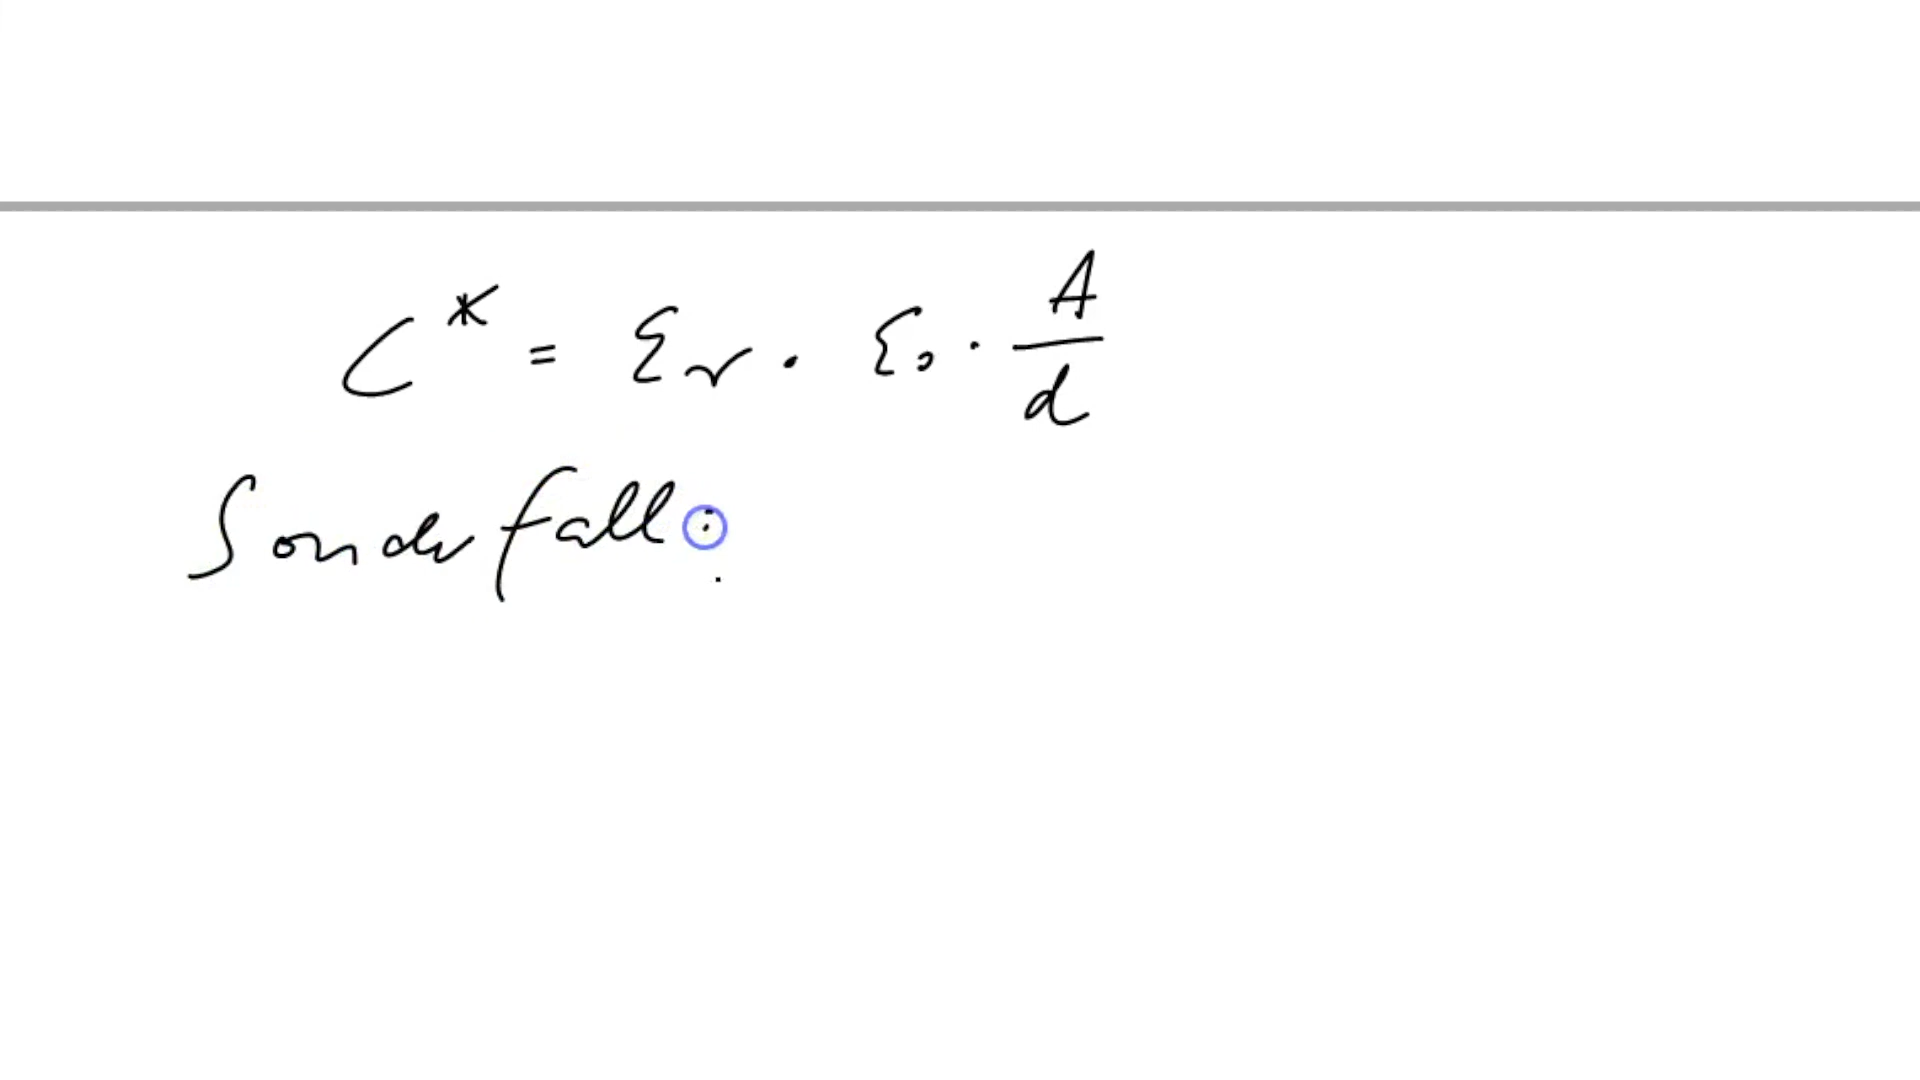 C* = εr · ε0 · A/d
Sonderfall: